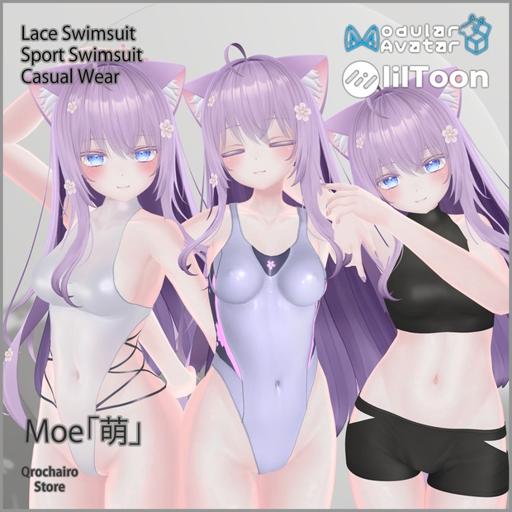 Lace Swimsuit
Sport Swimsuit
Casual Wear
Modular
Avatar
lilToon
Moe「萌」
Qrochairo
Store